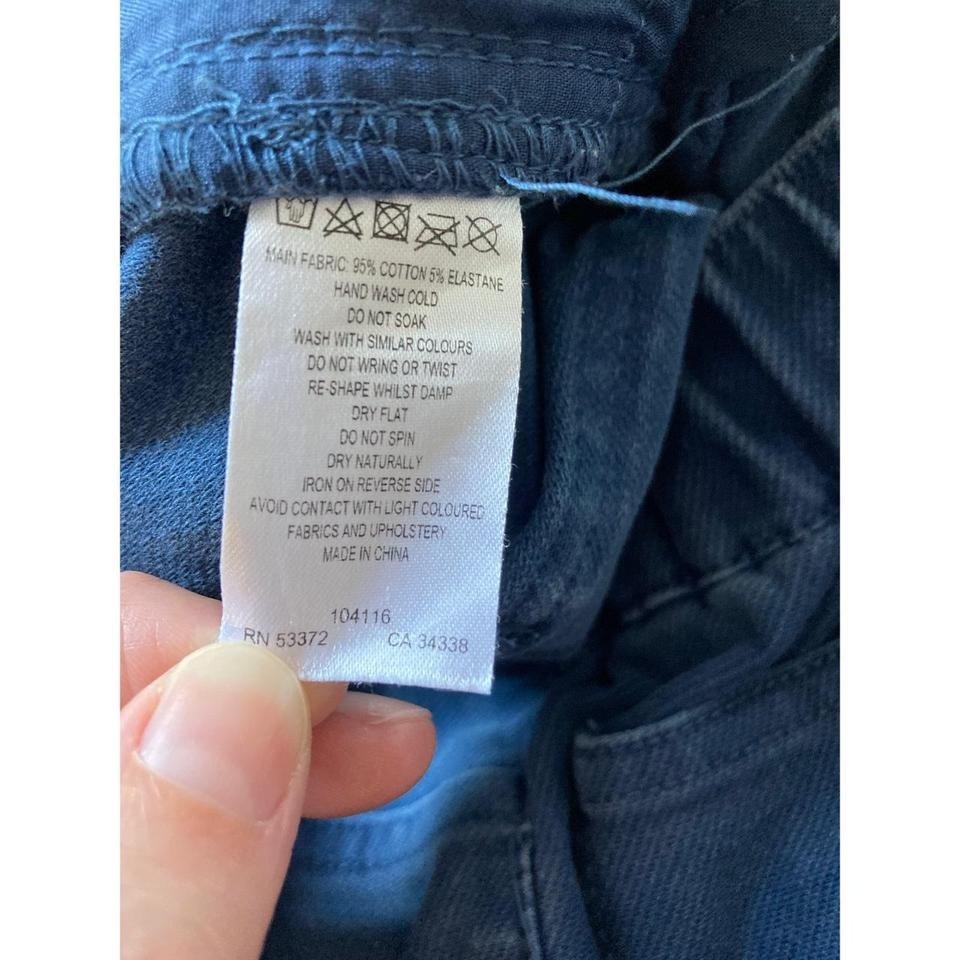 MAIN FABRIC: 95% COTTON 5% ELASTANE
HAND WASH COLD
DO NOT SOAK
WASH WITH SIMILAR COLOURS
DO NOT WRING OR TWIST
RE-SHAPE WHILST DAMP
DRY FLAT
DO NOT SPIN
DRY NATURALLY
IRON ON REVERSE SIDE
AVOID CONTACT WITH LIGHT COLOURED
FABRICS AND UPHOLSTERY
MADE IN CHINA
104116
RN 53372 CA 34338